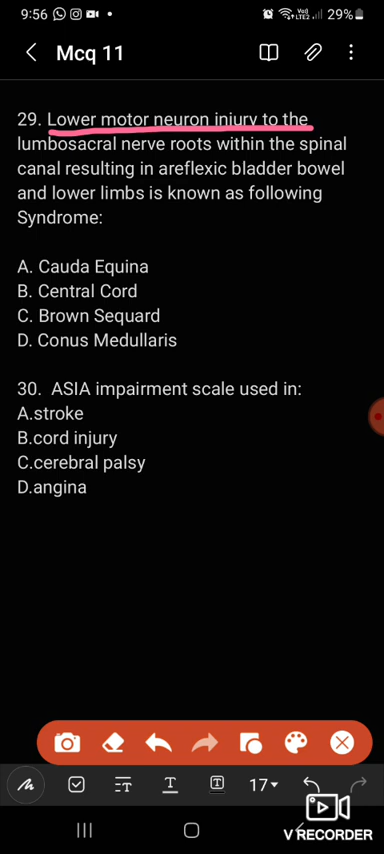 9:56 29%
Mcq 11
29. Lower motor neuron injury to the
lumbosacral nerve roots within the spinal
canal resulting in areflexic bladder bowel
and lower limbs is known as following
Syndrome:
A. Cauda Equina
B. Central Cord
C. Brown Sequard
D. Conus Medullaris
30. ASIA impairment scale used in:
A.stroke
B.cord injury
C.cerebral palsy
D.angina
17
V RECORDER